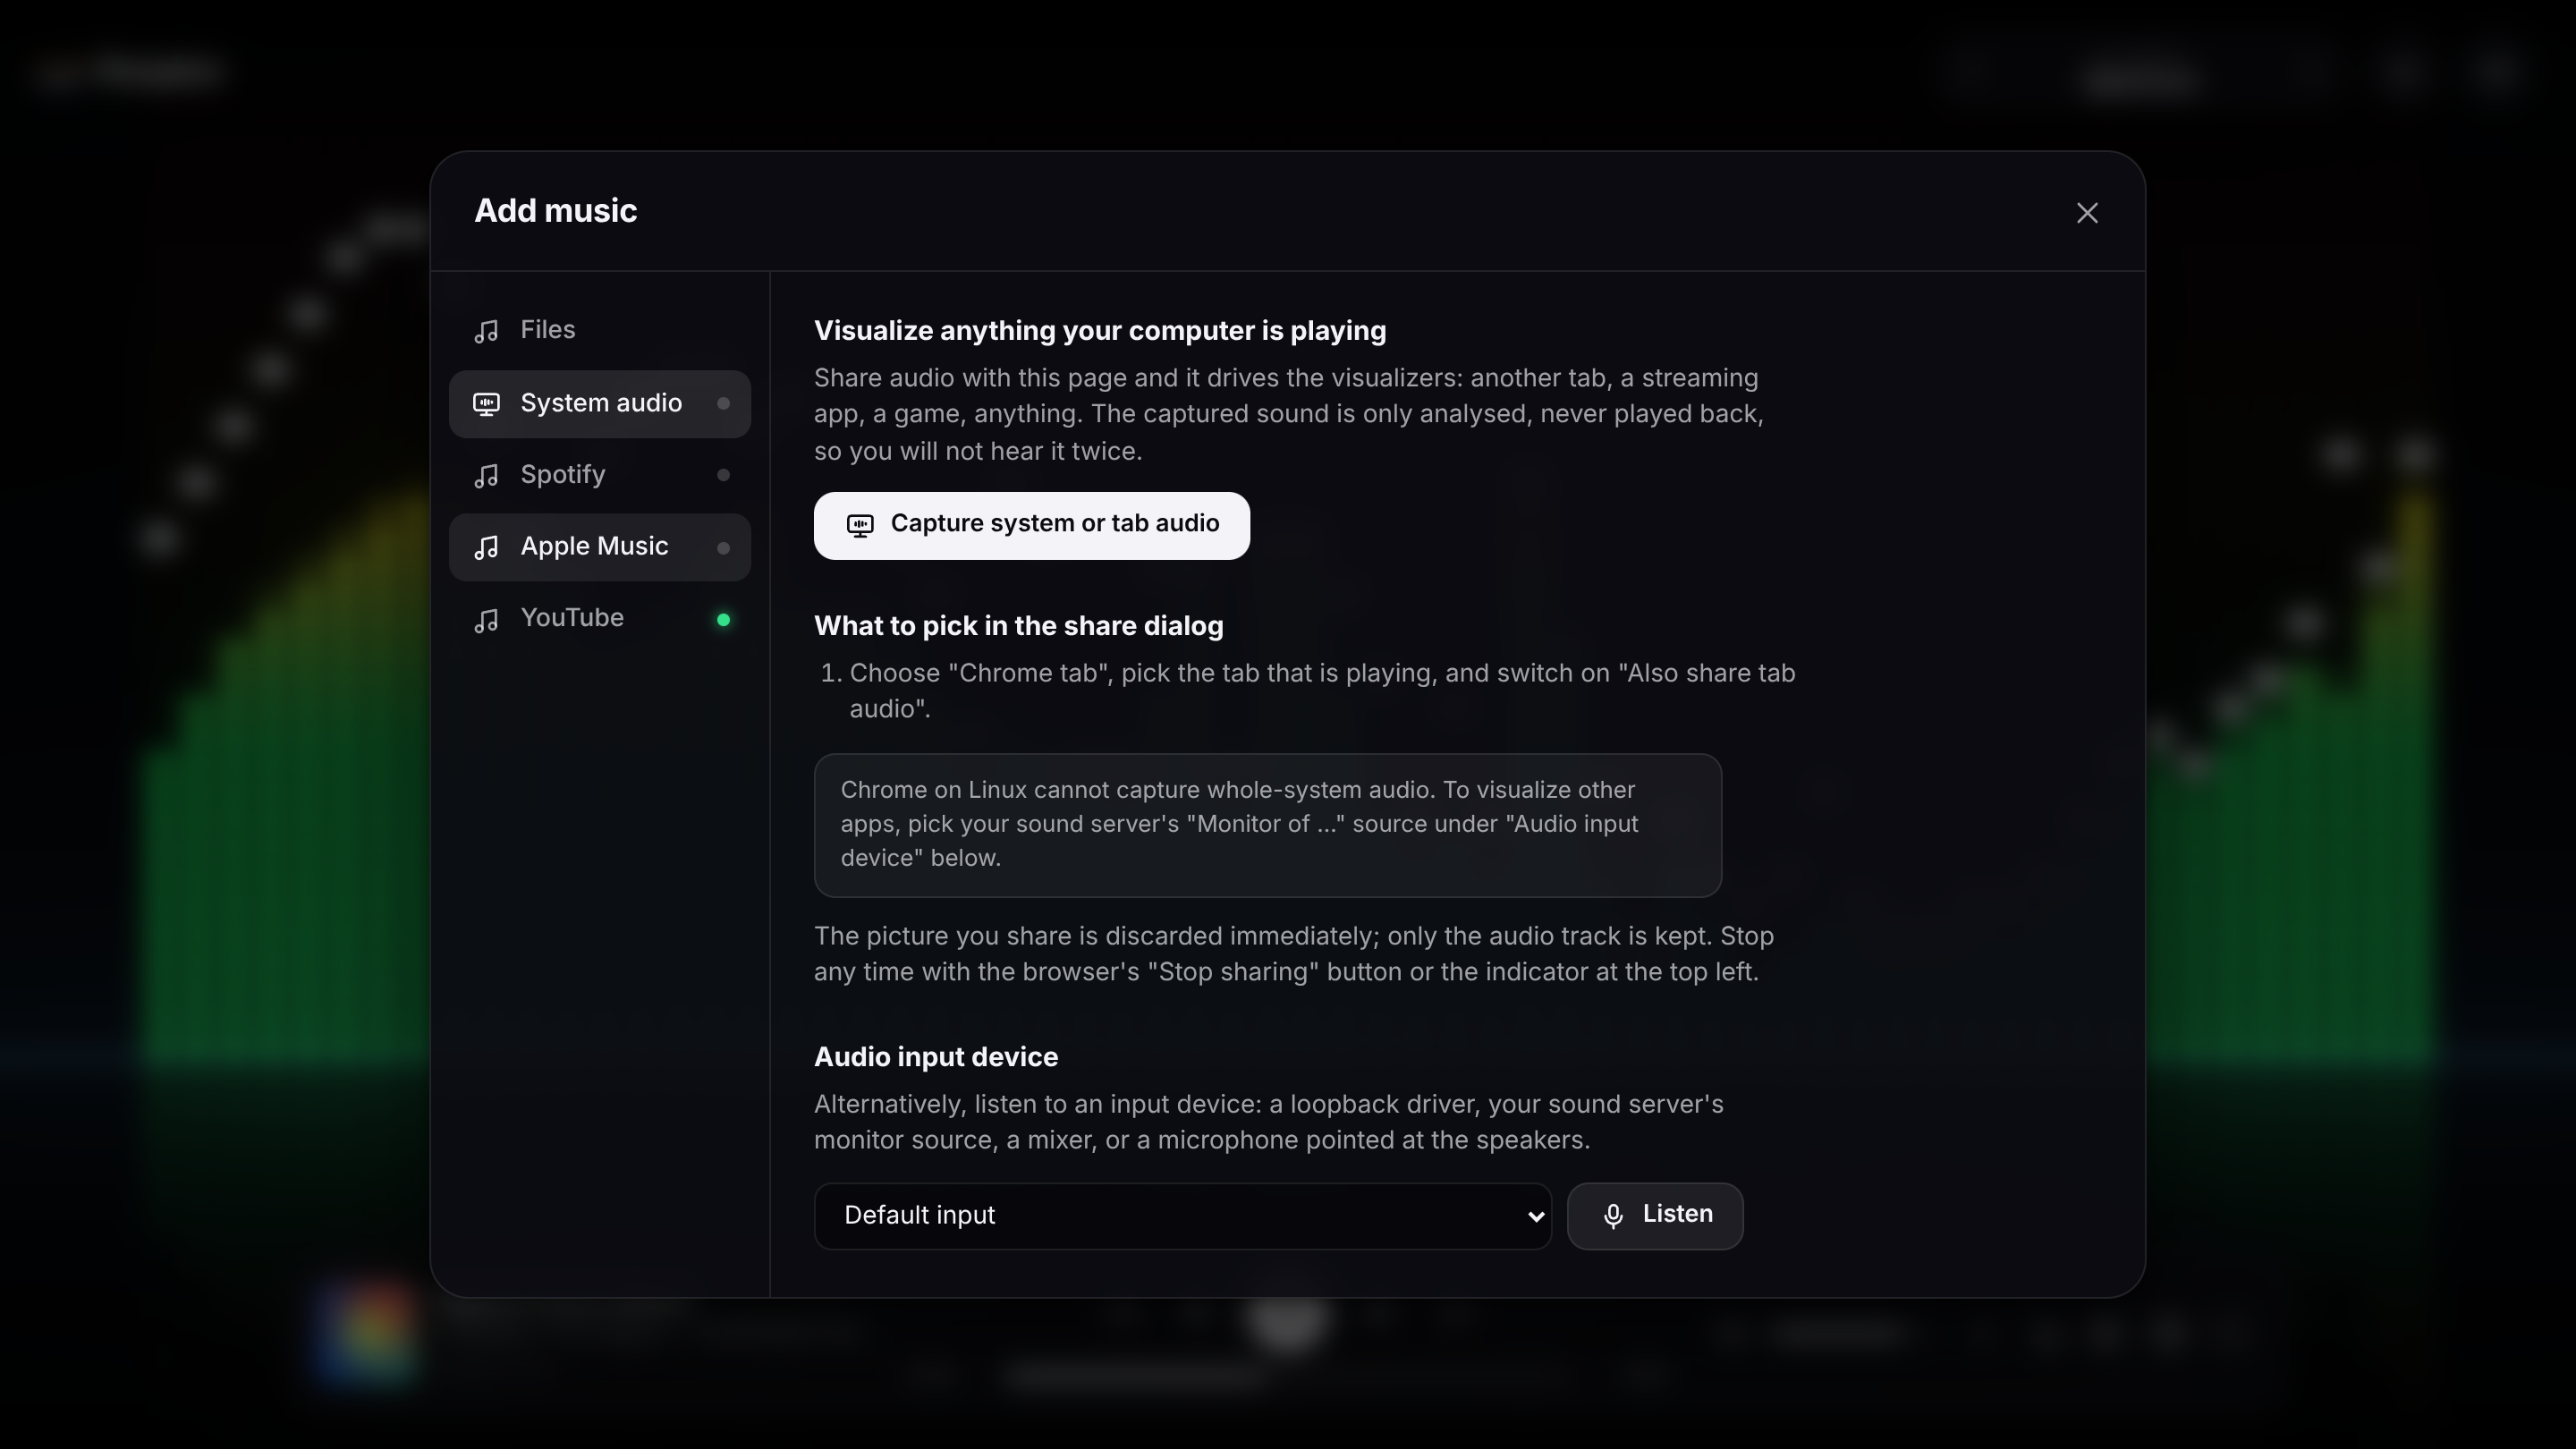 Add music
Files
System audio
Spotify
Apple Music
YouTube
Visualize anything your computer is playing
Share audio with this page and it drives the visualizers: another tab, a streaming
app, a game, anything. The captured sound is only analysed, never played back,
so you will not hear it twice.
Capture system or tab audio
What to pick in the share dialog
1. Choose "Chrome tab", pick the tab that is playing, and switch on "Also share tab
audio".
Chrome on Linux cannot capture whole-system audio. To visualize other
apps, pick your sound server's "Monitor of ..." source under "Audio input
device" below.
The picture you share is discarded immediately; only the audio track is kept. Stop
any time with the browser's "Stop sharing" button or the indicator at the top left.
Audio input device
Alternatively, listen to an input device: a loopback driver, your sound server's
monitor source, a mixer, or a microphone pointed at the speakers.
Default input
Listen